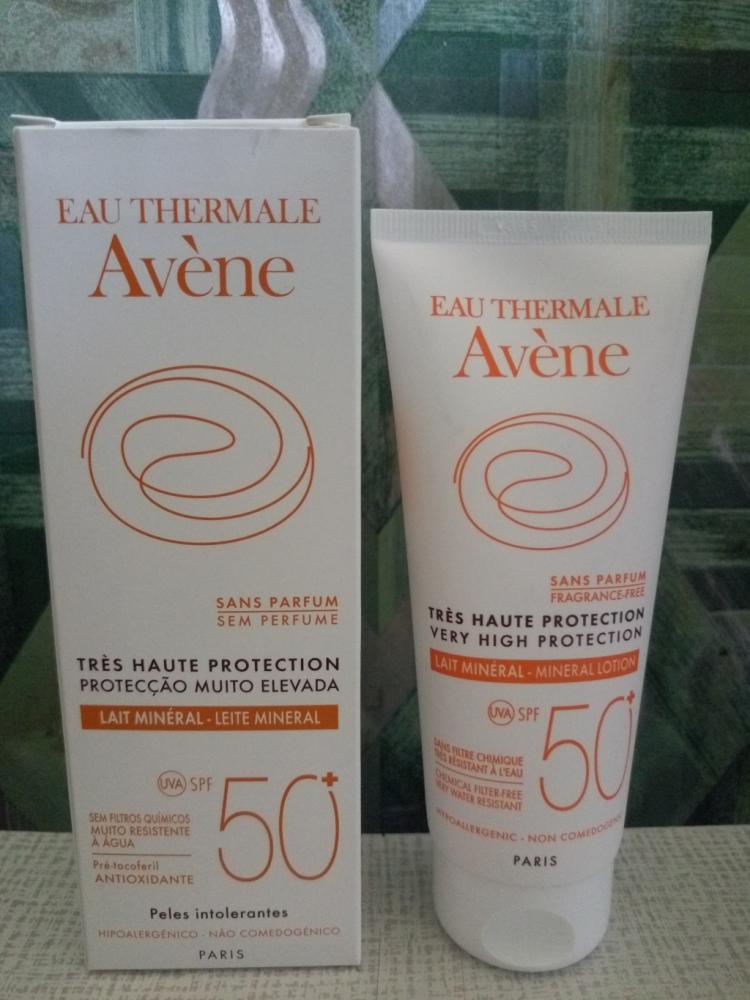 EAU THERMALE
Avène
SANS PARFUM
SEM PERFUME
TRÈS HAUTE PROTECTION
PROTECÇÃO MUITO ELEVADA
LAIT MINÉRAL - LEITE MINERAL
UVA SPF 50+
SEM FILTROS QUÍMICOS
MUITO RESISTENTE
À ÁGUA
Pré-tocoferil
ANTIOXIDANTE
Peles intolerantes
HIPOALERGÉNICO - NÃO COMEDOGÉNICO
PARIS
EAU THERMALE
Avène
SANS PARFUM
FRAGRANCE-FREE
TRÈS HAUTE PROTECTION
VERY HIGH PROTECTION
LAIT MINÉRAL - MINERAL LOTION
UVA SPF 50+
SANS FILTRE CHIMIQUE
TRÈS RÉSISTANT À L'EAU
CHEMICAL FILTER-FREE
VERY WATER RESISTANT
HYPOALLERGENIC - NON COMEDOGENIC
PARIS